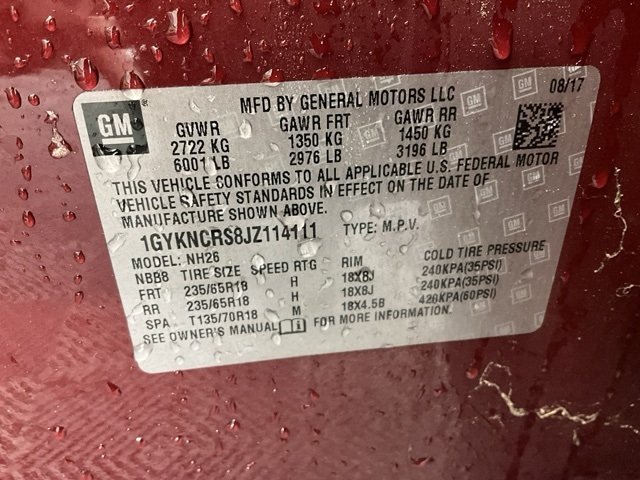 GM
MFD BY GENERAL MOTORS LLC 08/17
GVWR GAWR FRT GAWR RR
2722 KG 1350 KG 1450 KG
6001 LB 2976 LB 3196 LB
THIS VEHICLE CONFORMS TO ALL APPLICABLE U.S. FEDERAL MOTOR
VEHICLE SAFETY STANDARDS IN EFFECT ON THE DATE OF
MANUFACTURE SHOWN ABOVE.
1GYKNCRS8JZ114111 TYPE: M.P.V.
MODEL: NH26
NBB8 TIRE SIZE SPEED RTG RIM COLD TIRE PRESSURE
FRT 235/65R18 H 18X8J 240KPA(35PSI)
RR 235/65R18 H 18X8J 240KPA(35PSI)
SPA T135/70R18 M 18X4.5B 420KPA(60PSI)
SEE OWNER'S MANUAL FOR MORE INFORMATION.